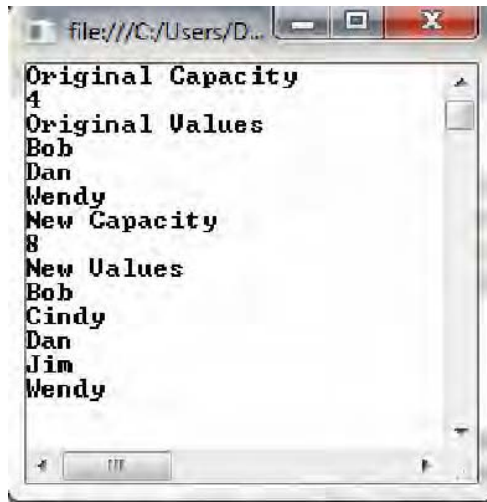 file:///C:/Users/D...
Original Capacity
4
Original Values
Bob
Dan
Wendy
New Capacity
8
New Values
Bob
Cindy
Dan
Jim
Wendy